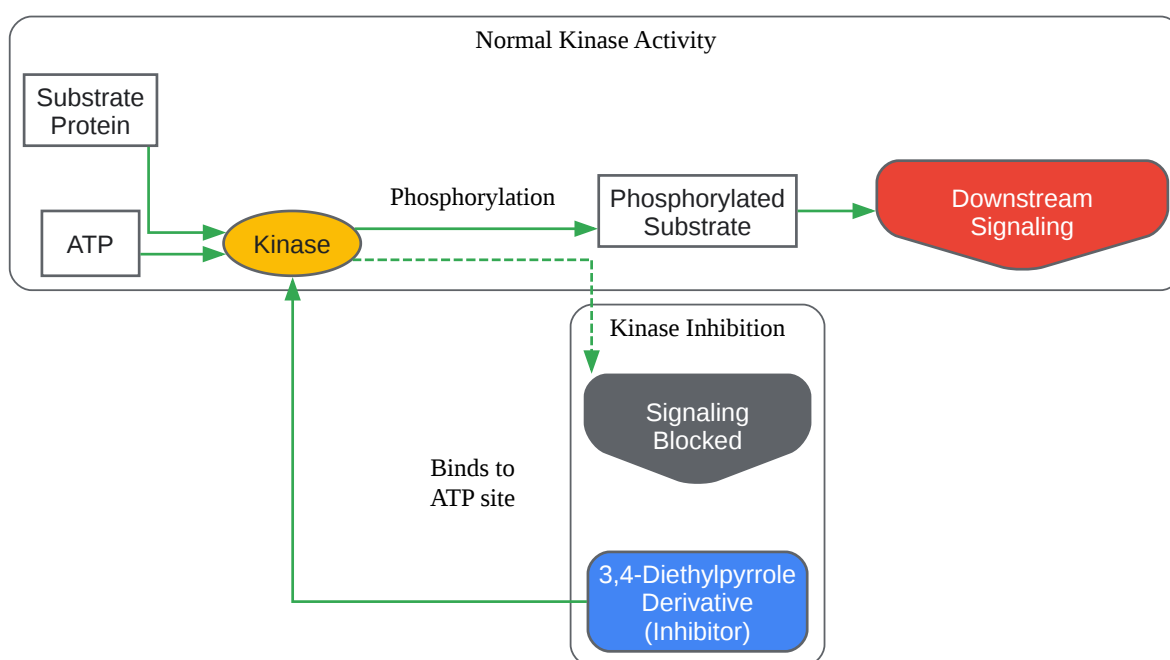 Normal Kinase Activity
Substrate
Protein
ATP
Kinase
Phosphorylation
Phosphorylated
Substrate
Downstream
Signaling
Kinase Inhibition
Signaling
Blocked
Binds to
ATP site
3,4-Diethylpyrrole
Derivative
(Inhibitor)